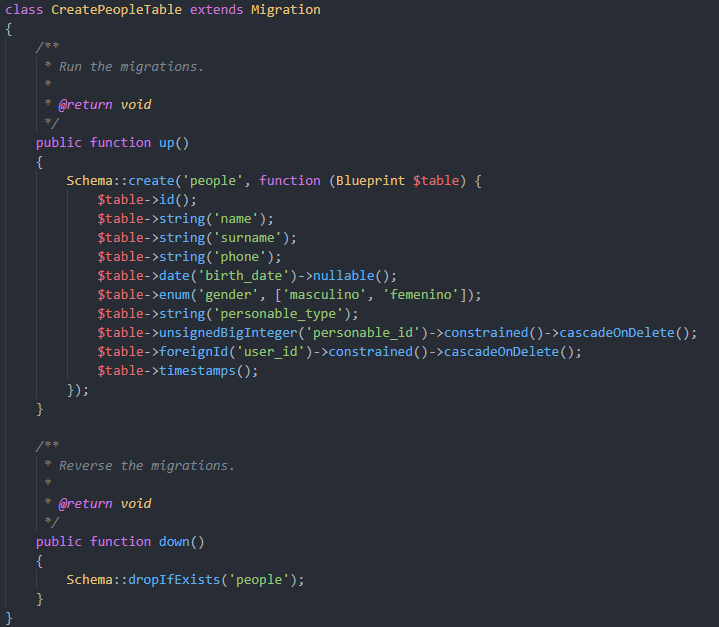 class CreatePeopleTable extends Migration
{
    /**
     * Run the migrations.
     *
     * @return void
     */
    public function up()
    {
        Schema::create('people', function (Blueprint $table) {
            $table->id();
            $table->string('name');
            $table->string('surname');
            $table->string('phone');
            $table->date('birth_date')->nullable();
            $table->enum('gender', ['masculino', 'femenino']);
            $table->string('personable_type');
            $table->unsignedBigInteger('personable_id')->constrained()->cascadeOnDelete();
            $table->foreignId('user_id')->constrained()->cascadeOnDelete();
            $table->timestamps();
        });
    }

    /**
     * Reverse the migrations.
     *
     * @return void
     */
    public function down()
    {
        Schema::dropIfExists('people');
    }
}